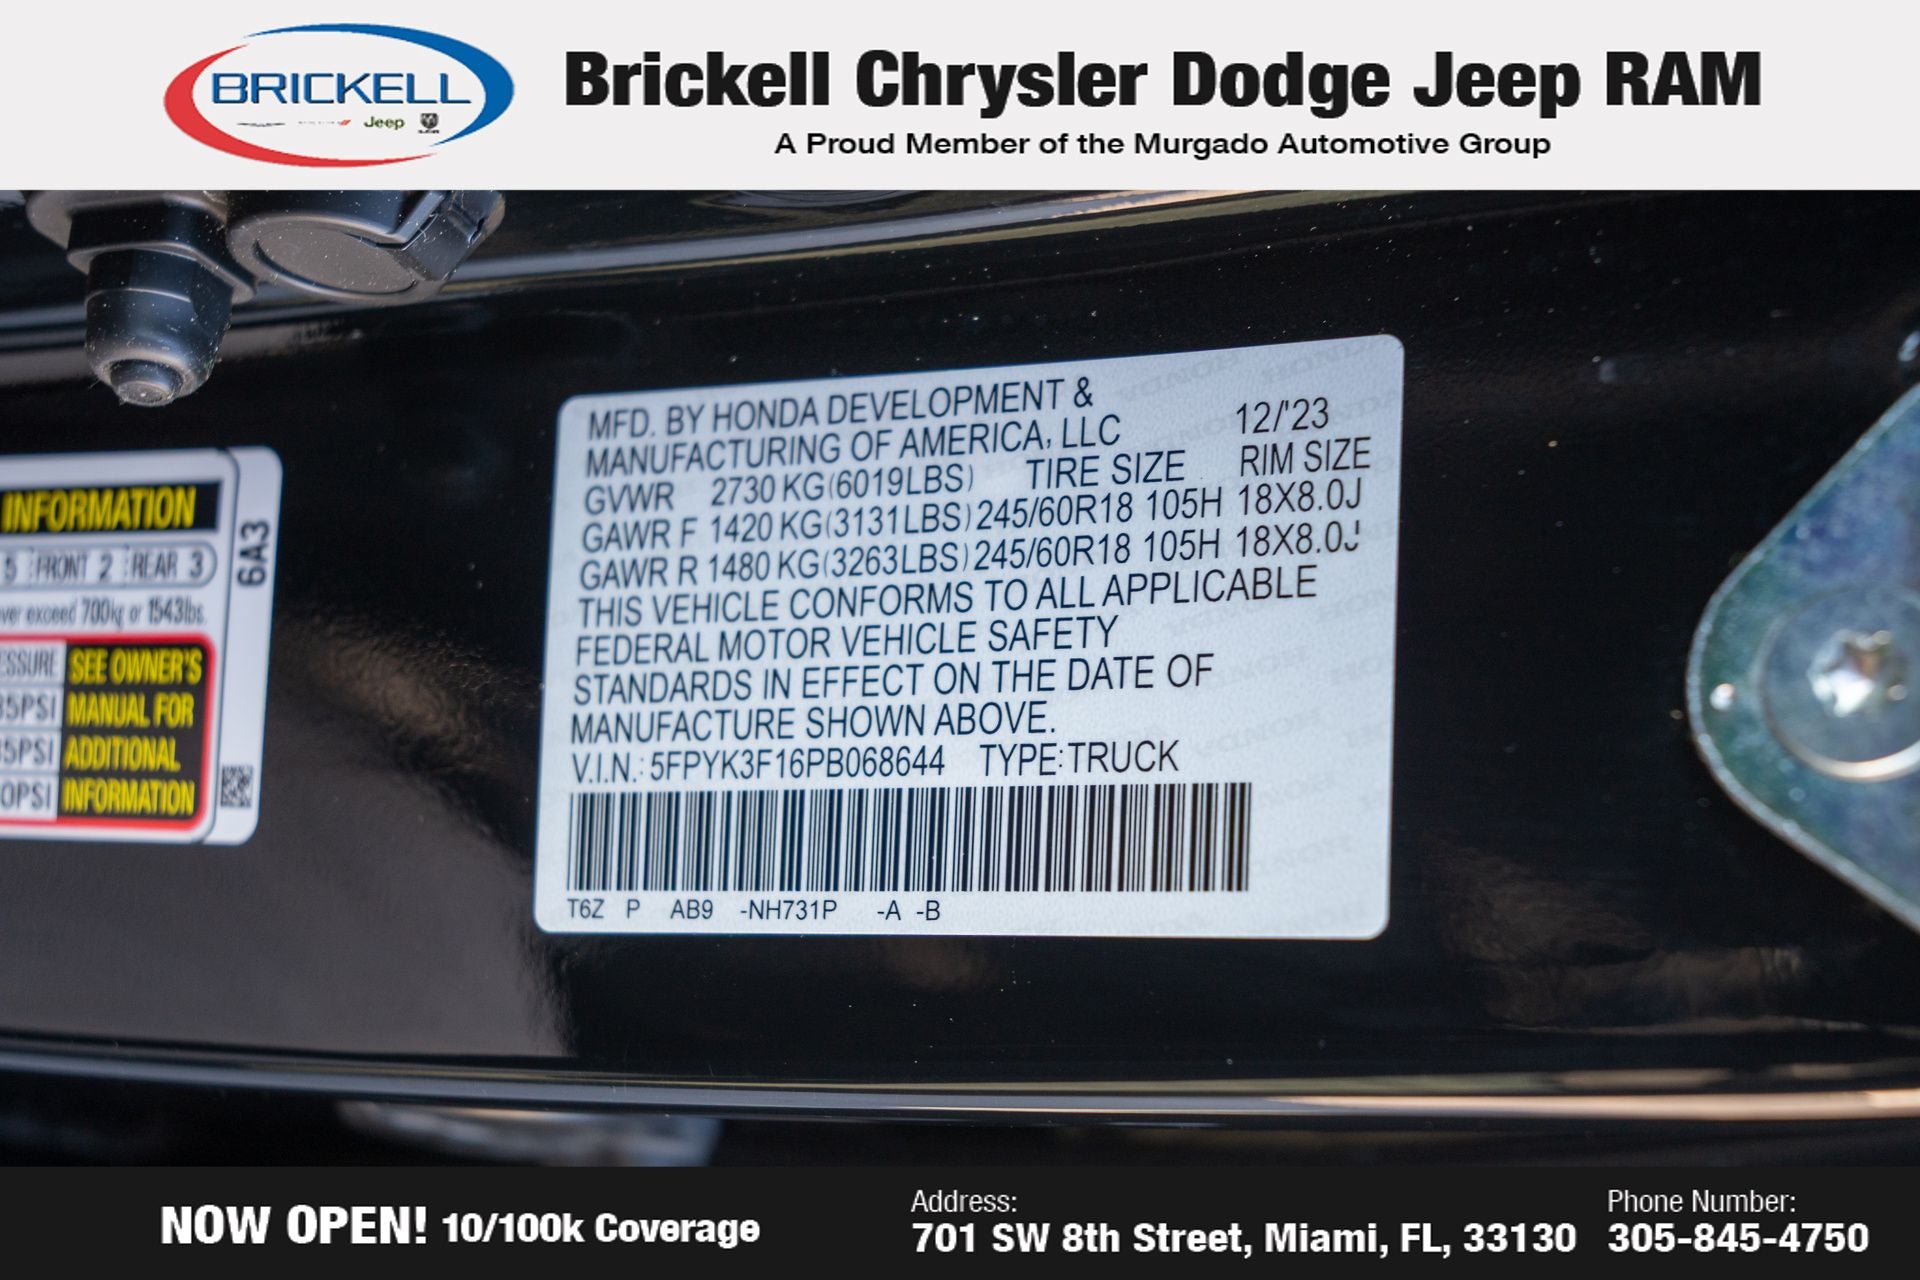 BRICKELL
Jeep
Brickell Chrysler Dodge Jeep RAM
A Proud Member of the Murgado Automotive Group
INFORMATION
5 FRONT 2 REAR 3
exceed 700kg or 1543lbs.
SEE OWNER'S
MANUAL FOR
ADDITIONAL
INFORMATION
6A3
MFD. BY HONDA DEVELOPMENT &
MANUFACTURING OF AMERICA, LLC 12/'23
GVWR 2730 KG(6019LBS) TIRE SIZE RIM SIZE
GAWR F 1420 KG(3131LBS) 245/60R18 105H 18X8.0J
GAWR R 1480 KG(3263LBS) 245/60R18 105H 18X8.0J
THIS VEHICLE CONFORMS TO ALL APPLICABLE
FEDERAL MOTOR VEHICLE SAFETY
STANDARDS IN EFFECT ON THE DATE OF
MANUFACTURE SHOWN ABOVE.
V.I.N.: 5FPYK3F16PB068644 TYPE: TRUCK
T6Z P AB9 -NH731P -A -B
NOW OPEN! 10/100k Coverage
Address:
701 SW 8th Street, Miami, FL, 33130
Phone Number:
305-845-4750